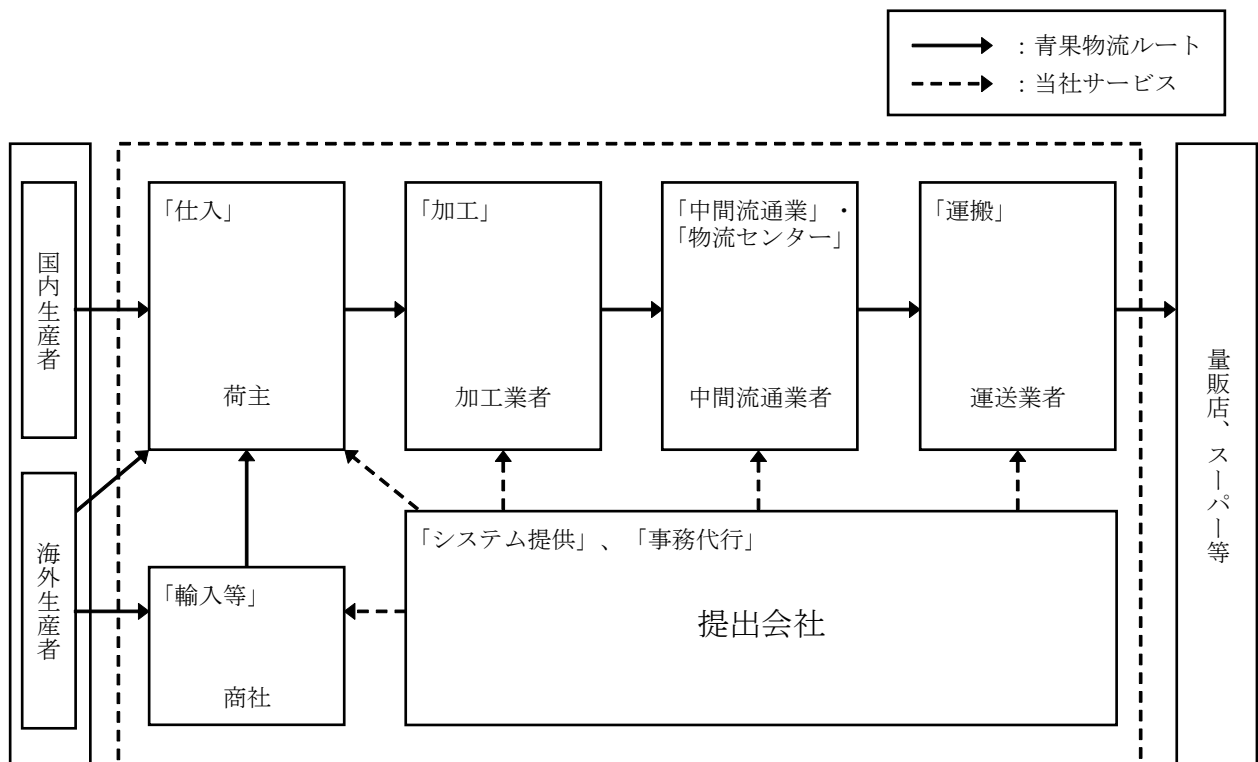 ：青果物流ルート
：当社サービス
国内生産者
海外生産者
「仕入」
荷主
「加工」
加工業者
「中間流通業」・
「物流センター」
中間流通業者
「運搬」
運送業者
「輸入等」
商社
「システム提供」、「事務代行」
提出会社
量販店、スーパー等